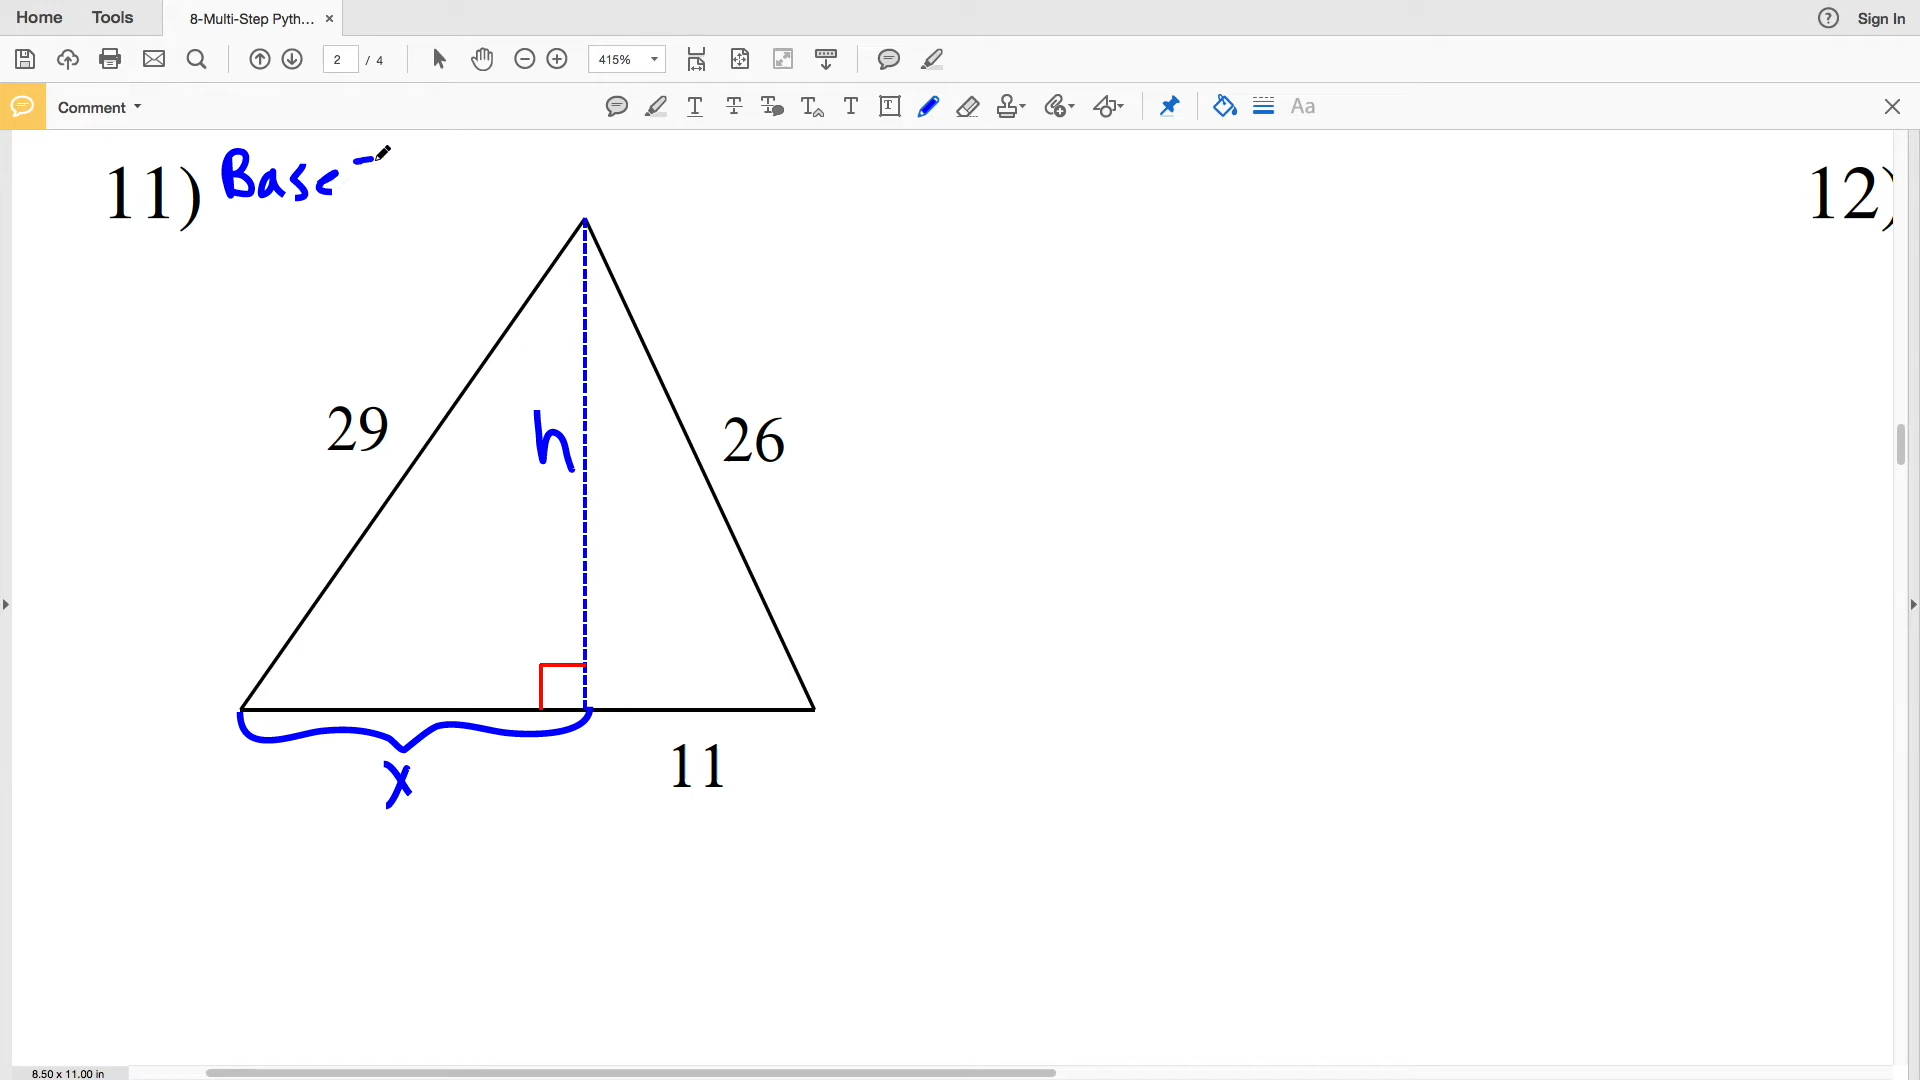 Home Tools 8-Multi-Step Pyth... × ? Sign In
2 / 4 415%
Comment T T T T T T Aa
11) Base =
12)
29 h 26
x 11
8.50 x 11.00 in